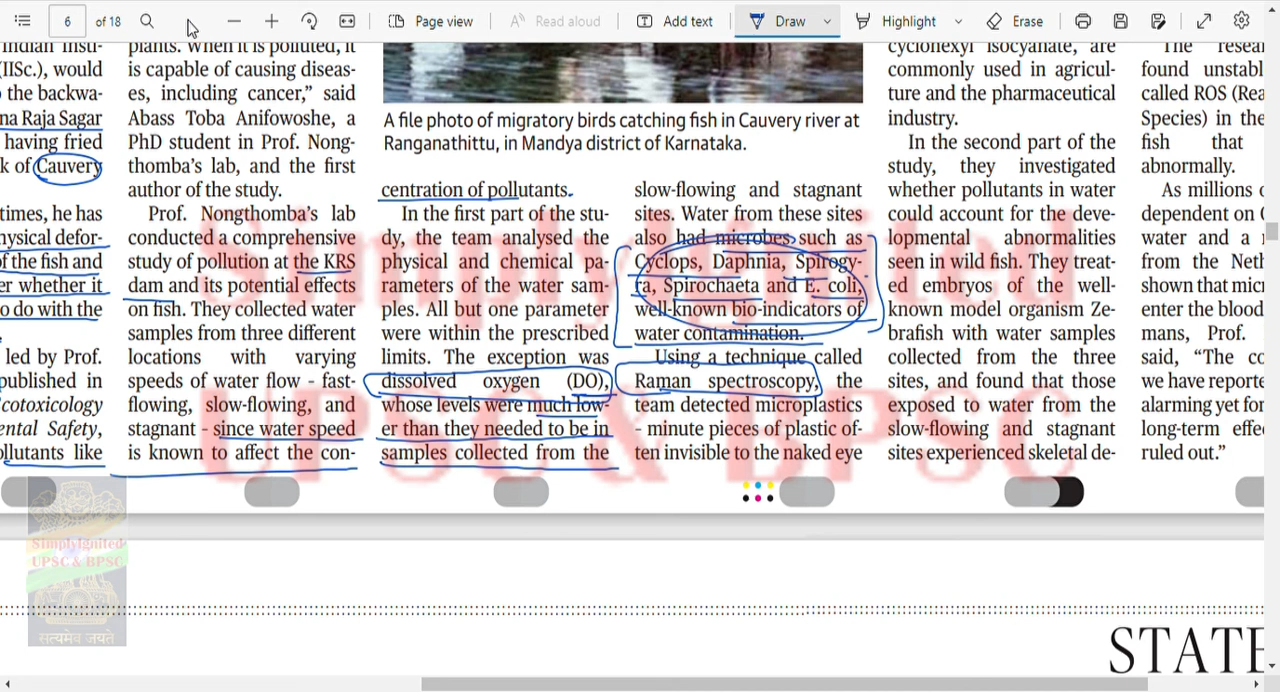 6
of 18
Page view
Read aloud
Add text
Draw
Highlight
Erase
(IISc.), would
the backwa-
na Raja Sagar
having fried
k of Cauvery
times, he has
hysical defor-
of the fish and
er whether it
o do with the
led by Prof.
published in
cotoxicology
ental Safety,
ollutants like
plants. When it is polluted, it
is capable of causing diseas-
es, including cancer,” said
Abass Toba Anifowoshe, a
PhD student in Prof. Nong-
thomba’s lab, and the first
author of the study.
Prof. Nongthomba’s lab
conducted a comprehensive
study of pollution at the KRS
dam and its potential effects
on fish. They collected water
samples from three different
locations with varying
speeds of water flow - fast-
flowing, slow-flowing, and
stagnant - since water speed
is known to affect the con-
A file photo of migratory birds catching fish in Cauvery river at
Ranganathittu, in Mandya district of Karnataka.
centration of pollutants.
In the first part of the stu-
dy, the team analysed the
physical and chemical pa-
rameters of the water sam-
ples. All but one parameter
were within the prescribed
limits. The exception was
dissolved oxygen (DO),
whose levels were much low-
er than they needed to be in
samples collected from the
slow-flowing and stagnant
sites. Water from these sites
also had microbes such as
Cyclops, Daphnia, Spirogy-
ra, Spirochaeta and E. coli,
well-known bio-indicators of
water contamination.
Using a technique called
Raman spectroscopy, the
team detected microplastics
- minute pieces of plastic of-
ten invisible to the naked eye
cyclohexyl isocyanate, are
commonly used in agricul-
ture and the pharmaceutical
industry.
In the second part of the
study, they investigated
whether pollutants in water
could account for the deve-
lopmental abnormalities
seen in wild fish. They treat-
ed embryos of the well-
known model organism Ze-
brafish with water samples
collected from the three
sites, and found that those
exposed to water from the
slow-flowing and stagnant
sites experienced skeletal de-
The resea
found unstabl
called ROS (Rea
Species) in the
fish that
abnormally.
As millions
dependent on
water and a
from the Net
shown that mic
enter the blood
mans, Prof.
said, “The co
we have reporte
alarming yet for
long-term effe
ruled out.”
Simply Ignited
UPSC & BPSC
SimplyIgnited
UPSC & BPSC
सत्यमेव जयते
STATE